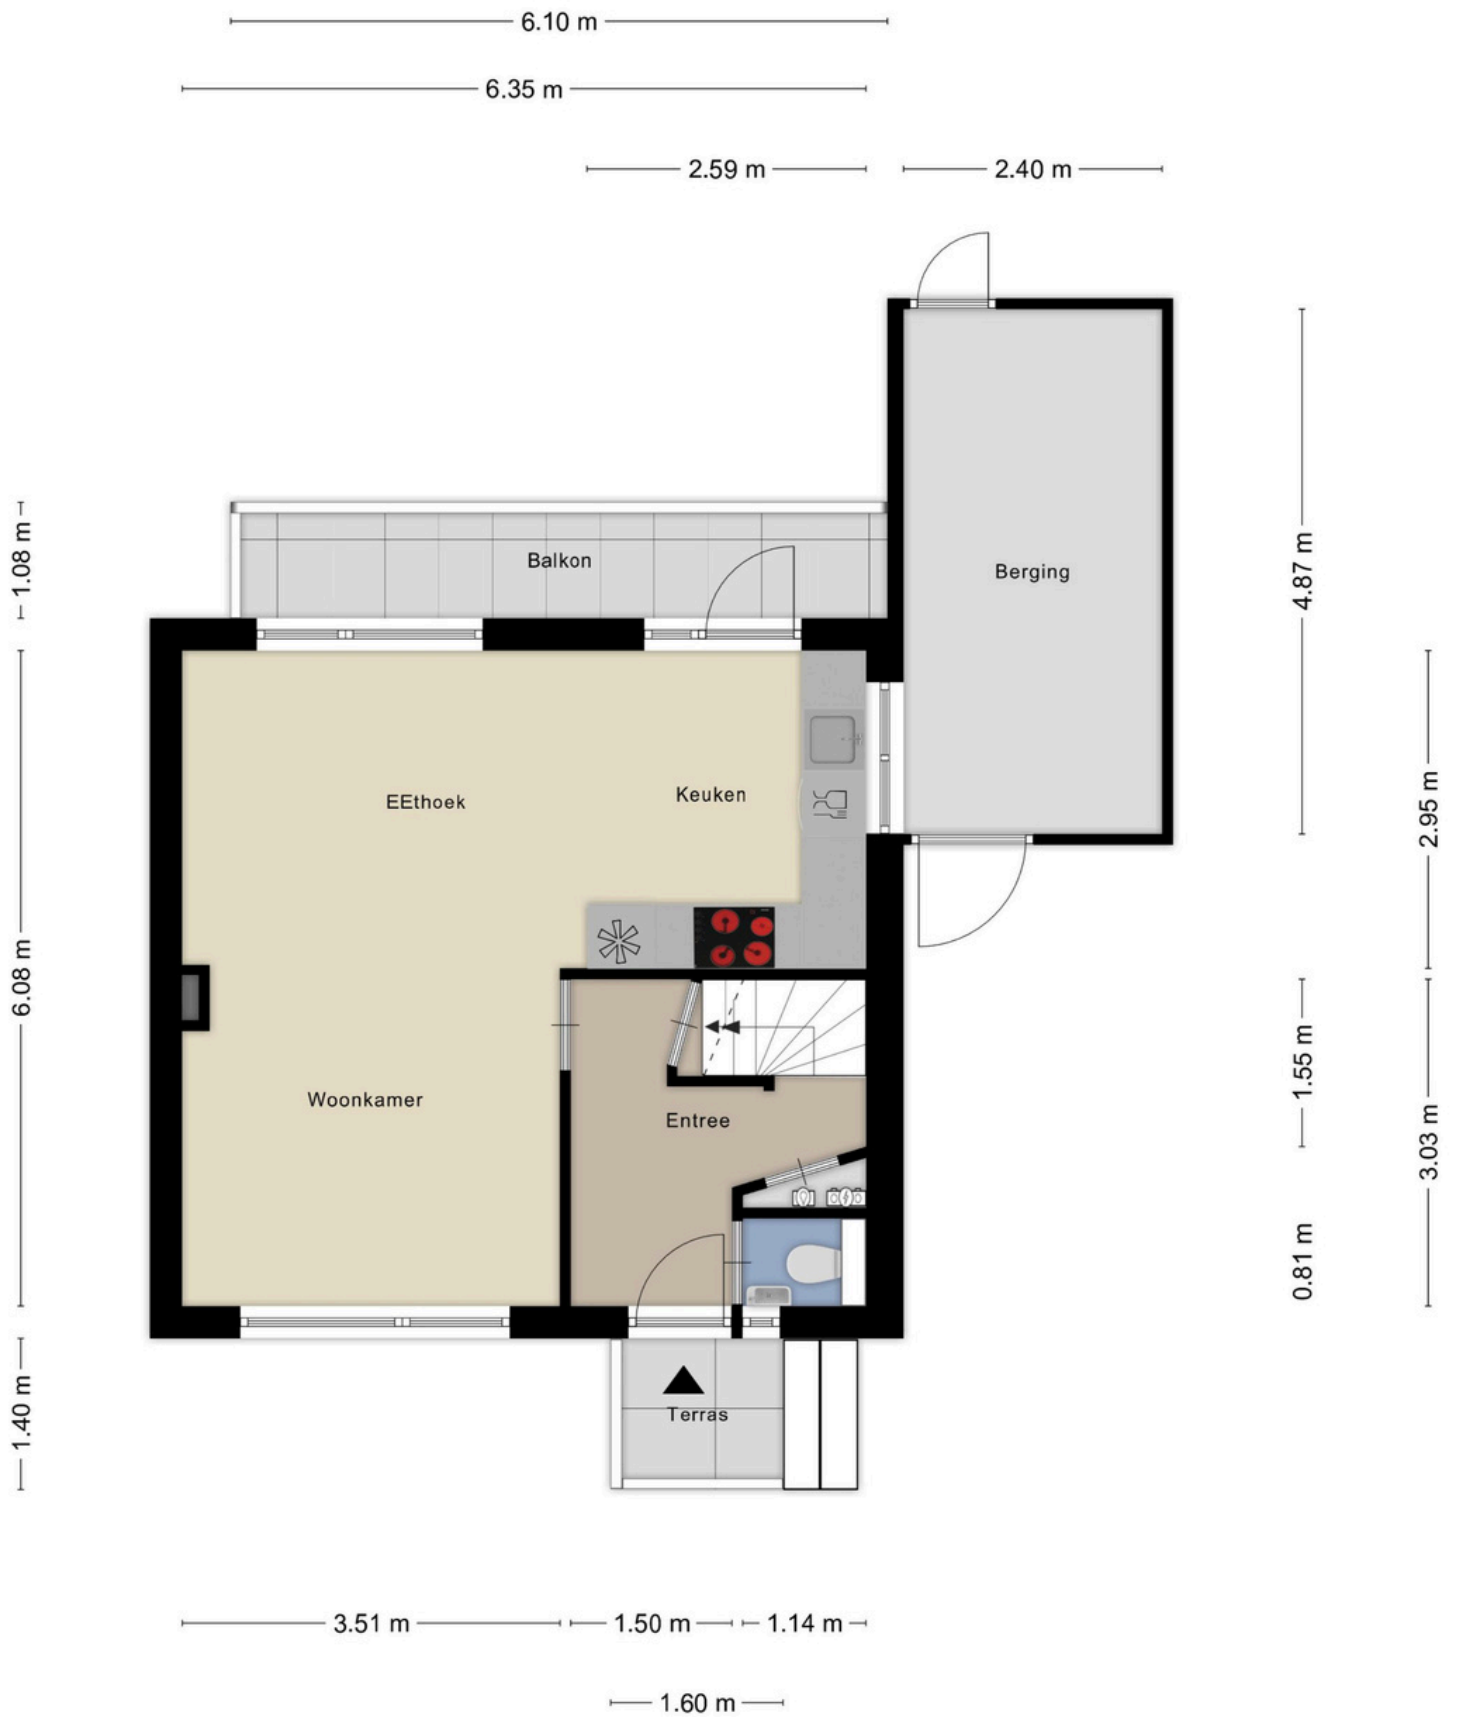 6.10 m
6.35 m
2.59 m
2.40 m
1.08 m
Balkon
Berging
4.87 m
EEthoek
Keuken
2.95 m
6.08 m
Woonkamer
Entree
1.55 m
3.03 m
0.81 m
1.40 m
Terras
3.51 m
1.50 m
1.14 m
1.60 m